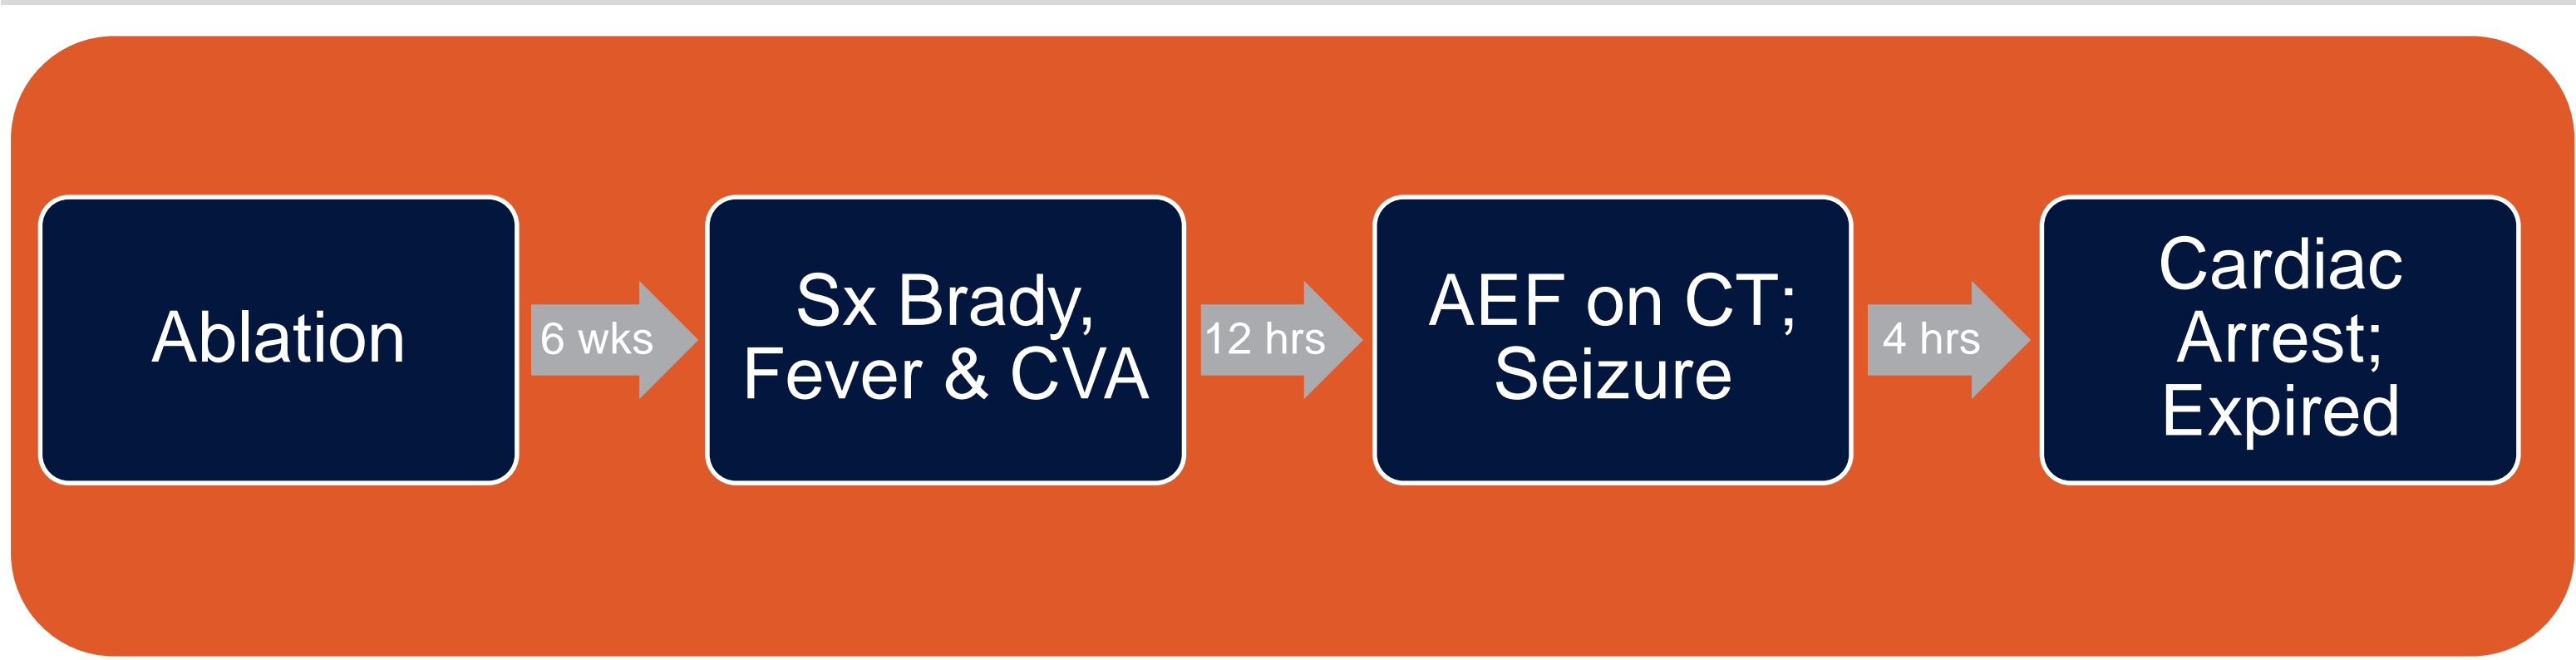 Ablation
6 wks
Sx Brady,
Fever & CVA
12 hrs
AEF on CT;
Seizure
4 hrs
Cardiac
Arrest;
Expired